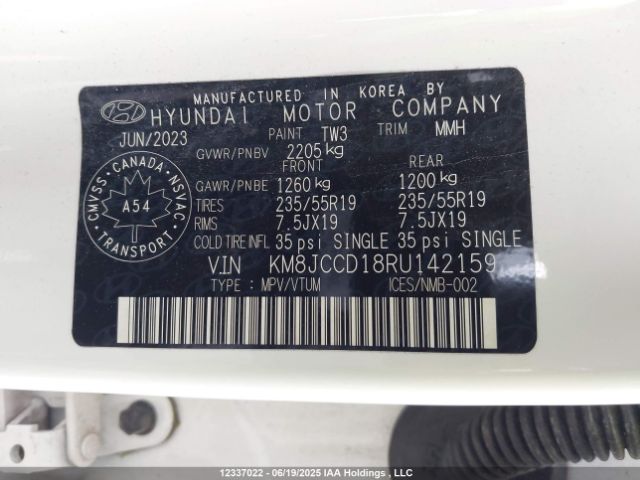 MANUFACTURED IN KOREA BY
HYUNDAI MOTOR COMPANY
JUN/2023 PAINT TW3 TRIM MMH
GVWR/PNBV 2205 kg
FRONT REAR
GAWR/PNBE 1260 kg 1200 kg
TIRES 235/55R19 235/55R19
RIMS 7.5JX19 7.5JX19
COLD TIRE INFL 35 psi SINGLE 35 psi SINGLE
VIN KM8JCCD18RU142159
TYPE : MPV/VTUM ICES/NMB-002
CMVSS · CANADA · NSVAC
A54
TRANSPORT
12337022 - 06/19/2025 IAA Holdings , LLC